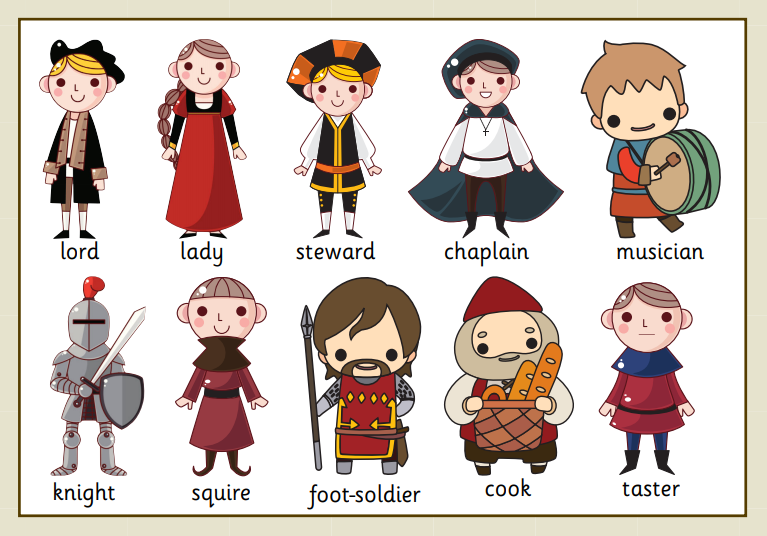 lord lady steward chaplain musician
knight squire foot-soldier cook taster